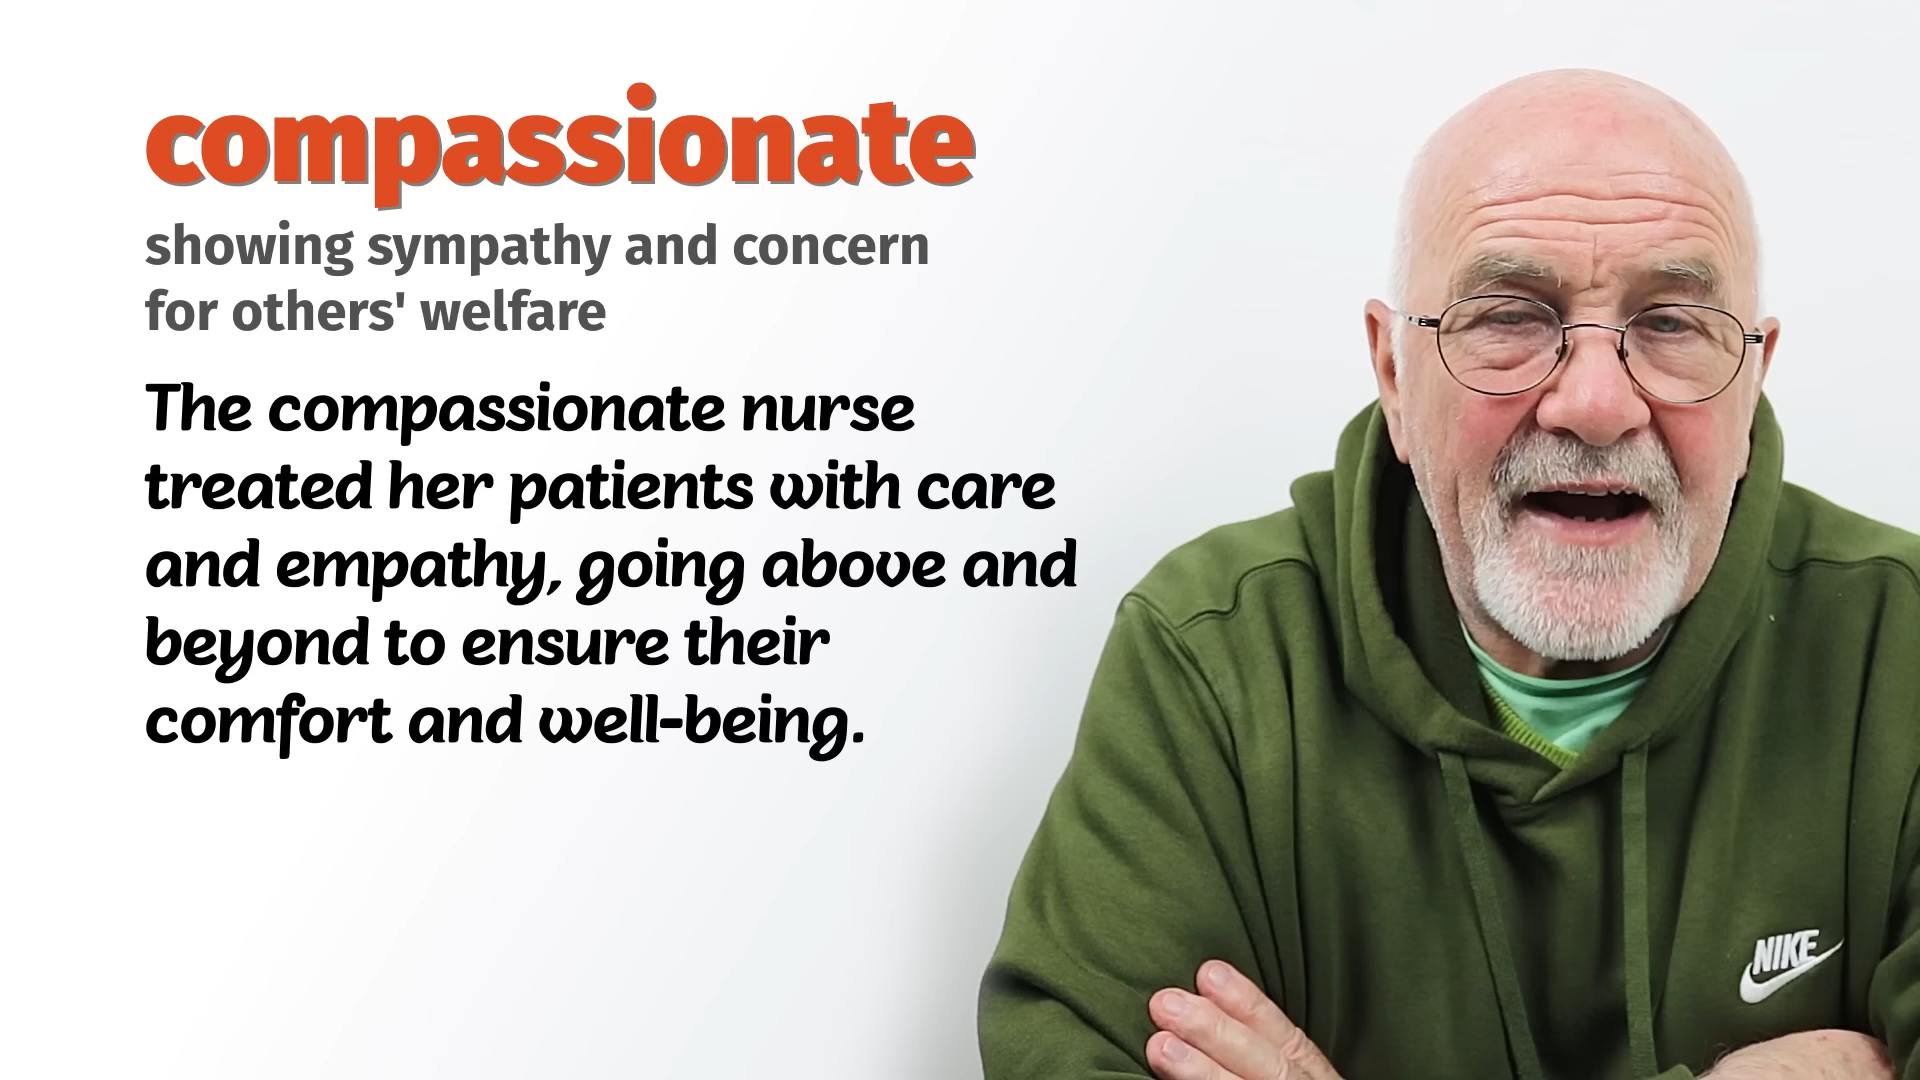 compassionate
showing sympathy and concern
for others' welfare
The compassionate nurse
treated her patients with care
and empathy, going above and
beyond to ensure their
comfort and well-being.
NIKE